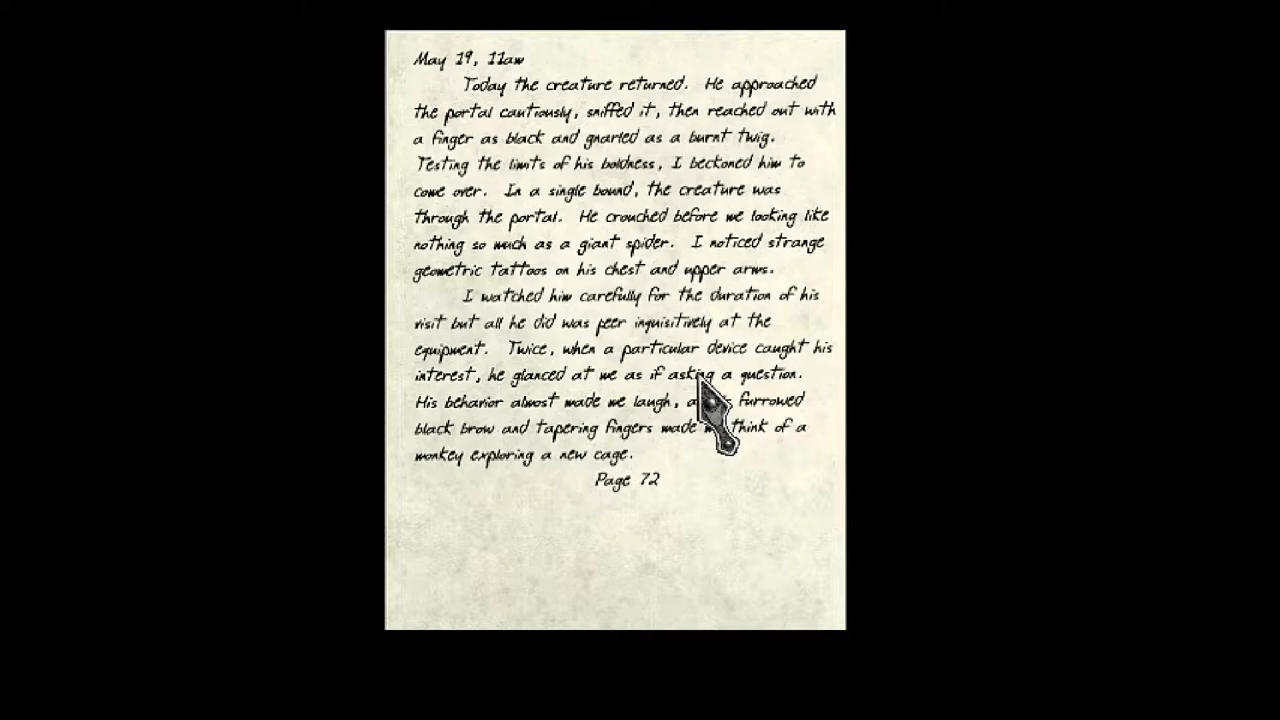 May 19, 11am
Today the creature returned. He approached
the portal cautiously, sniffed it, then reached out with
a finger as black and gnarled as a burnt twig.
Testing the limits of his boldness, I beckoned him to
come over. In a single bound, the creature was
through the portal. He crouched before me looking like
nothing so much as a giant spider. I noticed strange
geometric tattoos on his chest and upper arms.
I watched him carefully for the duration of his
visit but all he did was peer inquisitively at the
equipment. Twice, when a particular device caught his
interest, he glanced at me as if asking a question.
His behavior almost made me laugh, furrowed
black brow and tapering fingers made think of a
monkey exploring a new cage.
Page 72